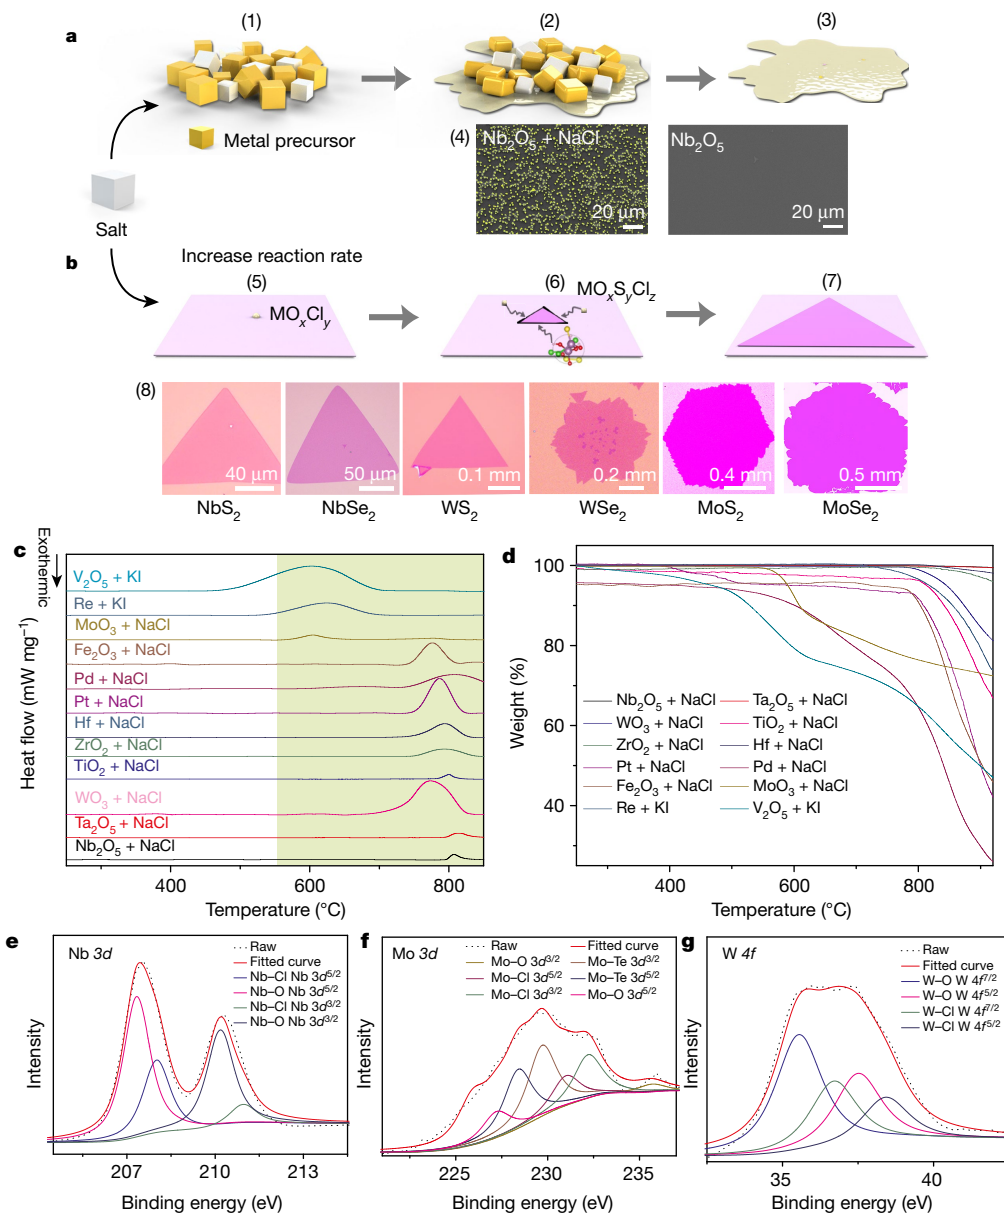 a
(1)
(2)
(3)
Metal precursor
Salt
(4)
Nb₂O₅ + NaCl
20 μm
Nb₂O₅
20 μm
b
Increase reaction rate
(5)
(6)
(7)
MOₓClᵧ
MOₓSᵧCl_z
(8)
40 μm
50 μm
0.1 mm
0.2 mm
0.4 mm
0.5 mm
NbS₂
NbSe₂
WS₂
WSe₂
MoS₂
MoSe₂
c
Exothermic
V₂O₅ + KI
Re + KI
MoO₃ + NaCl
Fe₂O₃ + NaCl
Pd + NaCl
Pt + NaCl
Hf + NaCl
ZrO₂ + NaCl
TiO₂ + NaCl
WO₃ + NaCl
Ta₂O₅ + NaCl
Nb₂O₅ + NaCl
Heat flow (mW mg⁻¹)
400
600
800
Temperature (°C)
d
100
80
60
40
Weight (%)
Nb₂O₅ + NaCl
Ta₂O₅ + NaCl
WO₃ + NaCl
TiO₂ + NaCl
ZrO₂ + NaCl
Hf + NaCl
Pt + NaCl
Pd + NaCl
Fe₂O₃ + NaCl
MoO₃ + NaCl
Re + KI
V₂O₅ + KI
400
600
800
Temperature (°C)
e
Nb 3d
Raw
Fitted curve
Nb–Cl Nb 3d⁵/²
Nb–O Nb 3d⁵/²
Nb–Cl Nb 3d³/²
Nb–O Nb 3d³/²
Intensity
207
210
213
Binding energy (eV)
f
Mo 3d
Raw
Fitted curve
Mo–O 3d³/²
Mo–Te 3d³/²
Mo–Cl 3d⁵/²
Mo–Te 3d⁵/²
Mo–Cl 3d³/²
Mo–O 3d⁵/²
Intensity
225
230
235
Binding energy (eV)
g
W 4f
Raw
Fitted curve
W–O W 4f⁷/²
W–O W 4f⁵/²
W–Cl W 4f⁷/²
W–Cl W 4f⁵/²
Intensity
35
40
Binding energy (eV)